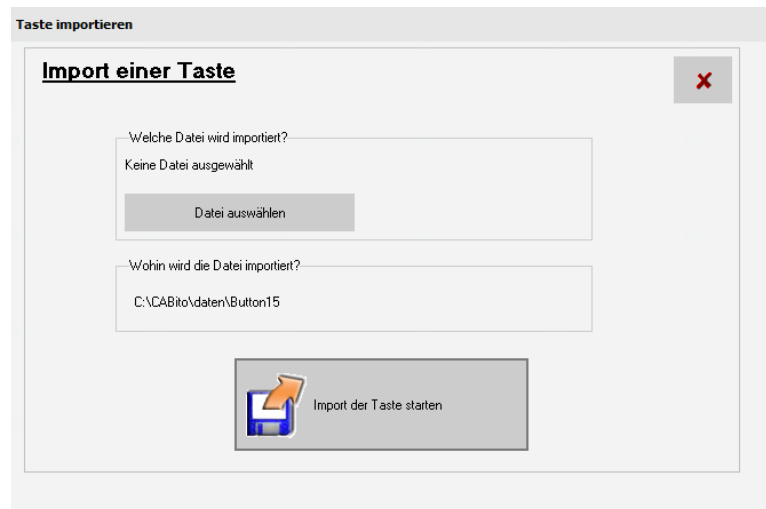 Taste importieren
Import einer Taste
Welche Datei wird importiert?
Keine Datei ausgewählt
Datei auswählen
Wohin wird die Datei importiert?
C:\CABito\daten\Button15
Import der Taste starten